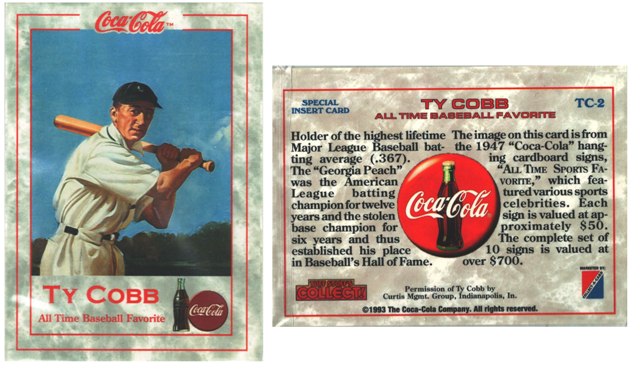 Coca-Cola™
TY COBB
All Time Baseball Favorite
Coca-Cola
SPECIAL
INSERT CARD
TY COBB
ALL TIME BASEBALL FAVORITE
TC-2
Holder of the highest lifetime
Major League Baseball bat-
ting average (.367).
The "Georgia Peach"
was the American
League batting
champion for twelve
years and the stolen
base champion for
six years and thus
established his place
in Baseball's Hall of Fame.
Coca-Cola
The image on this card is from
the 1947 "Coca-Cola" hang-
ing cardboard signs,
"ALL TIME SPORTS FA-
VORITE," which fea-
tured various sports
celebrities. Each
sign is valued at ap-
proximately $50.
The complete set of
10 signs is valued at
over $700.
COLLECT!
Permission of Ty Cobb by
Curtis Mgmt. Group, Indianapolis, In.
©1993 The Coca-Cola Company. All rights reserved.
MARKETED BY: